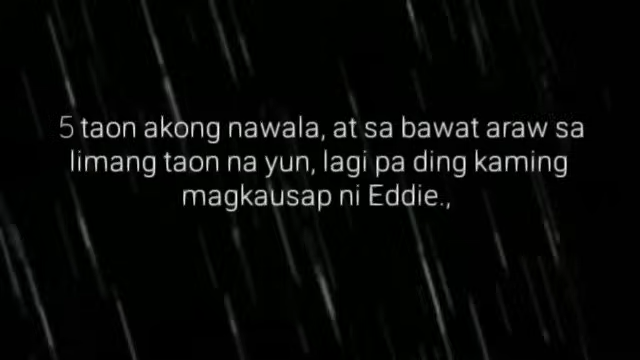 5 taon akong nawala, at sa bawat araw sa
limang taon na yun, lagi pa ding kaming
magkausap ni Eddie.,